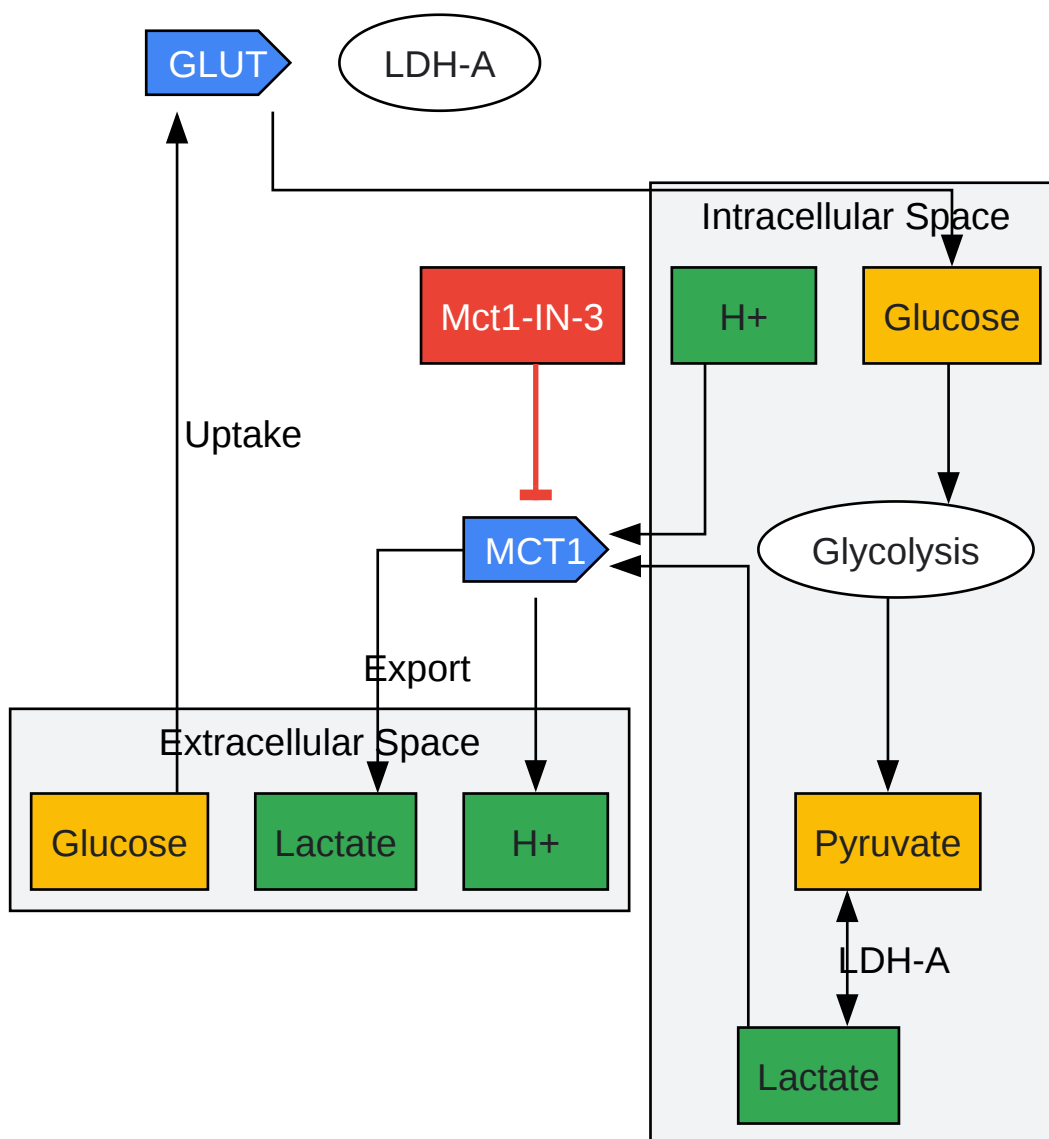 GLUT
LDH-A
Intracellular Space
Mct1-IN-3
H+
Glucose
Uptake
MCT1
Glycolysis
Export
Extracellular Space
Glucose
Lactate
H+
Pyruvate
LDH-A
Lactate